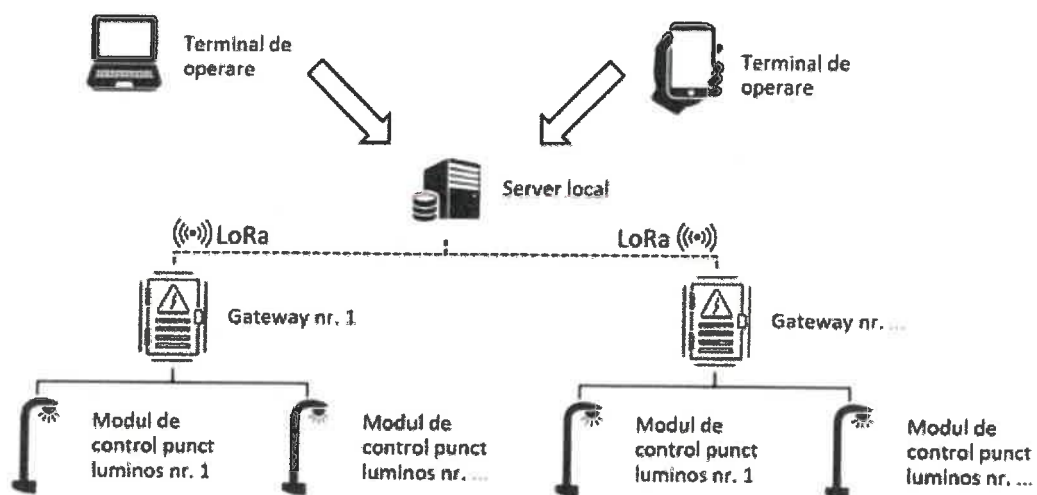 Terminal de
operare
Terminal de
operare
Server local
LoRa
LoRa
Gateway nr. 1
Gateway nr. ...
Modul de
control punct
luminos nr. 1
Modul de
control punct
luminos nr. ...
Modul de
control punct
luminos nr. 1
Modul de
control punct
luminos nr. ...